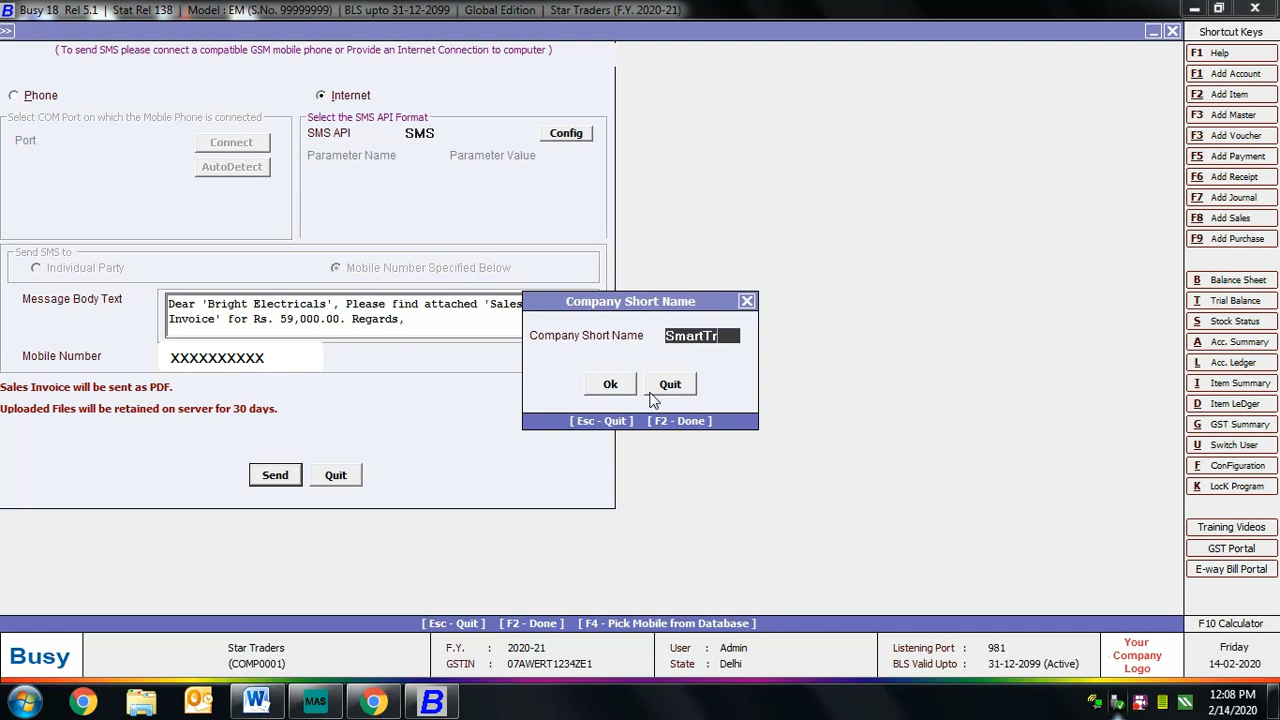 Busy 18 Rel 5.1 | Stat Rel 138 | Model : EM (S.No. 99999999) | BLS upto 31-12-2099 | Global Edition | Star Traders (F.Y. 2020-21)
>>
( To send SMS please connect a compatible GSM mobile phone or Provide an Internet Connection to computer )
Phone
Internet
Select COM Port on which the Mobile Phone is connected
Port
Connect
AutoDetect
Select the SMS API Format
SMS API SMS Config
Parameter Name Parameter Value
Send SMS to
Individual Party
Mobile Number Specified Below
Message Body Text
Dear 'Bright Electricals', Please find attached 'Sales
Invoice' for Rs. 59,000.00. Regards,
Mobile Number XXXXXXXXXX
Sales Invoice will be sent as PDF.
Uploaded Files will be retained on server for 30 days.
Send Quit
Company Short Name
Company Short Name SmartTr
Ok Quit
[ Esc - Quit ] [ F2 - Done ]
[ Esc - Quit ] [ F2 - Done ] [ F4 - Pick Mobile from Database ]
Shortcut Keys
F1 Help
F1 Add Account
F2 Add Item
F3 Add Master
F3 Add Voucher
F5 Add Payment
F6 Add Receipt
F7 Add Journal
F8 Add Sales
F9 Add Purchase
B Balance Sheet
T Trial Balance
S Stock Status
A Acc. Summary
L Acc. Ledger
I Item Summary
D Item LeDger
G GST Summary
U Switch User
F ConFiguration
K LocK Program
Training Videos
GST Portal
E-way Bill Portal
F10 Calculator
Busy
Star Traders
(COMP0001)
F.Y. : 2020-21
GSTIN : 07AWERT1234ZE1
User : Admin
State : Delhi
Listening Port : 981
BLS Valid Upto : 31-12-2099 (Active)
Your
Company
Logo
Friday
14-02-2020
W
MAS
B
12:08 PM
2/14/2020